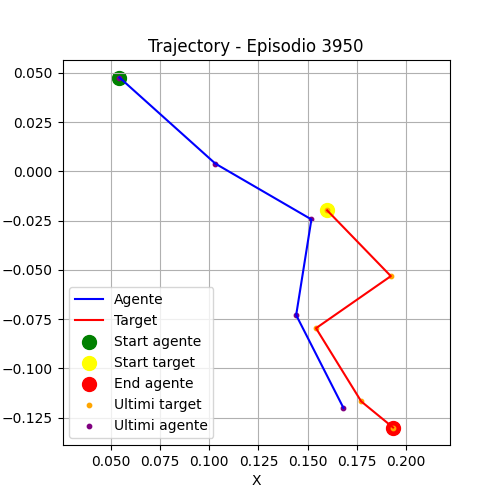 Trajectory - Episodio 3950
0.050
0.025
0.000
−0.025
−0.050
−0.075
−0.100
−0.125
Agente
Target
Start agente
Start target
End agente
Ultimi target
Ultimi agente
0.050 0.075 0.100 0.125 0.150 0.175 0.200
X